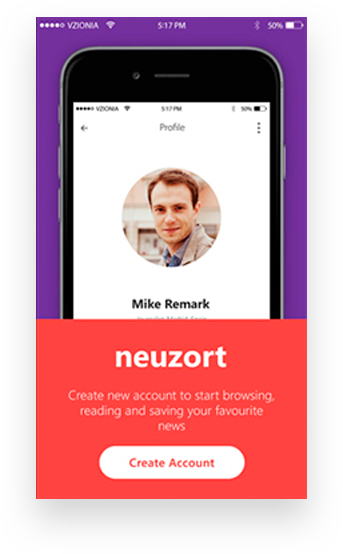 VZIONIA 5:17 PM 50%
VZIONIA 5:17 PM 50%
Profile
Mike Remark
neuzort
Create new account to start browsing,
reading and saving your favourite
news
Create Account